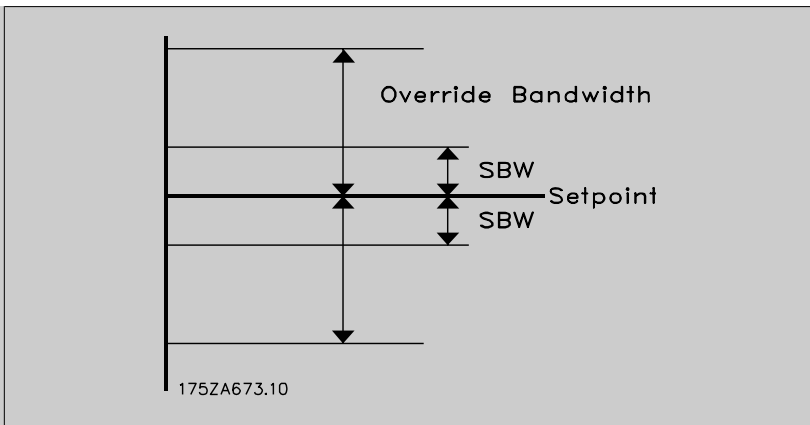 Override Bandwidth
SBW
Setpoint
SBW
175ZA673.10